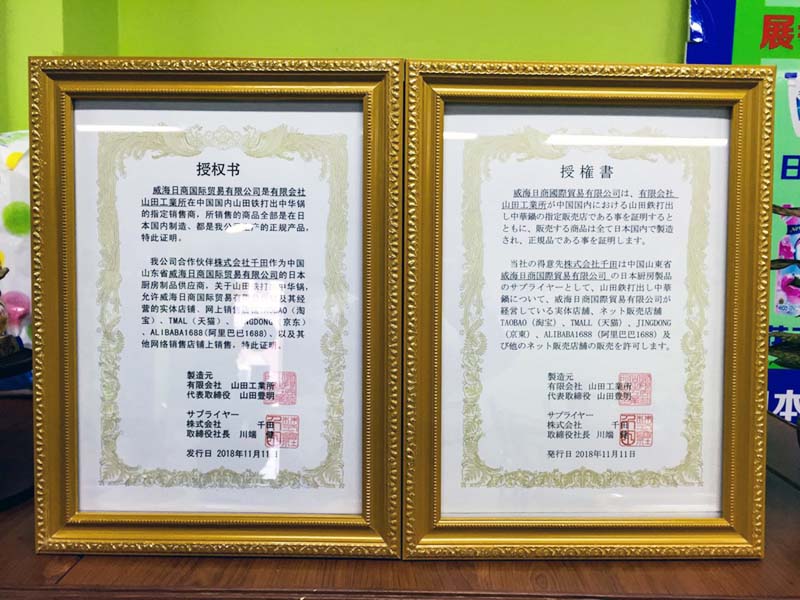 授权书
威海日商国际贸易有限公司是有限会社
山田工業所在中国国内山田鉄打出中华锅
的指定销售商，所销售的商品全部是在日
本国内制造、都是我公司生产的正规产品，
特此证明。
我公司合作伙伴株式会社千田作为中国
山东省威海日商国际贸易有限公司的日本
厨房制品供应商，关于山田鉄打出中华锅，
允许威海日商国际贸易有限公司及其经
营的实体店铺、网上销售 TAOBAO（淘
宝）、TMAL（天猫）、JINGDONG（京东）
、ALIBABA1688(阿里巴巴1688)、以及其
他网络销售店铺上销售，特此证明。
製造元
有限会社 山田工業所
代表取締役 山田豊明
サプライヤー
株式会社 千田
取締役社長 川端
发行日 2018年11月11日
授権書
威海日商國際貿易有限公司は、有限会社
山田工業所が中国国内における山田鉄打出
し中華鍋の指定販売店である事を証明すると
ともに、販売する商品は全て日本国内で製造
され、正規品である事を証明します。
当社の得意先株式会社千田は中国山東省
威海日商国際貿易有限公司 の日本厨房製品
のサプライヤーとして、山田鉄打出し中華
鍋について、威海日商国際貿易有限公司が
経営している実体店舗、ネット販売店舗
TAOBAO（淘宝）、TMALL（天猫）、JINGDONG
（京東）、ALIBABA1688（阿里巴巴1688）及
び他のネット販売店舗の販売を許可します。
製造元
有限会社 山田工業所
代表取締役 山田豊明
サプライヤー
株式会社 千田
取締役社長 川端
発行日 2018年11月11日
展
日
本